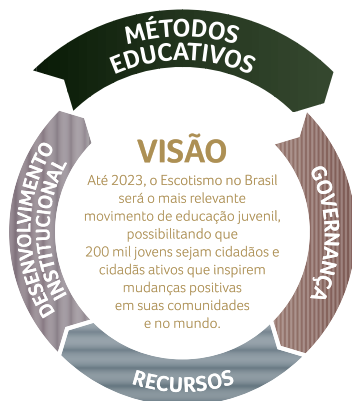 MÉTODOS
EDUCATIVOS
VISÃO
Até 2023, o Escotismo no Brasil
será o mais relevante
movimento de educação juvenil,
possibilitando que
200 mil jovens sejam cidadãos e
cidadãs ativos que inspirem
mudanças positivas
em suas comunidades
e no mundo.
GOVERNANÇA
RECURSOS
DESENVOLVIMENTO
INSTITUCIONAL